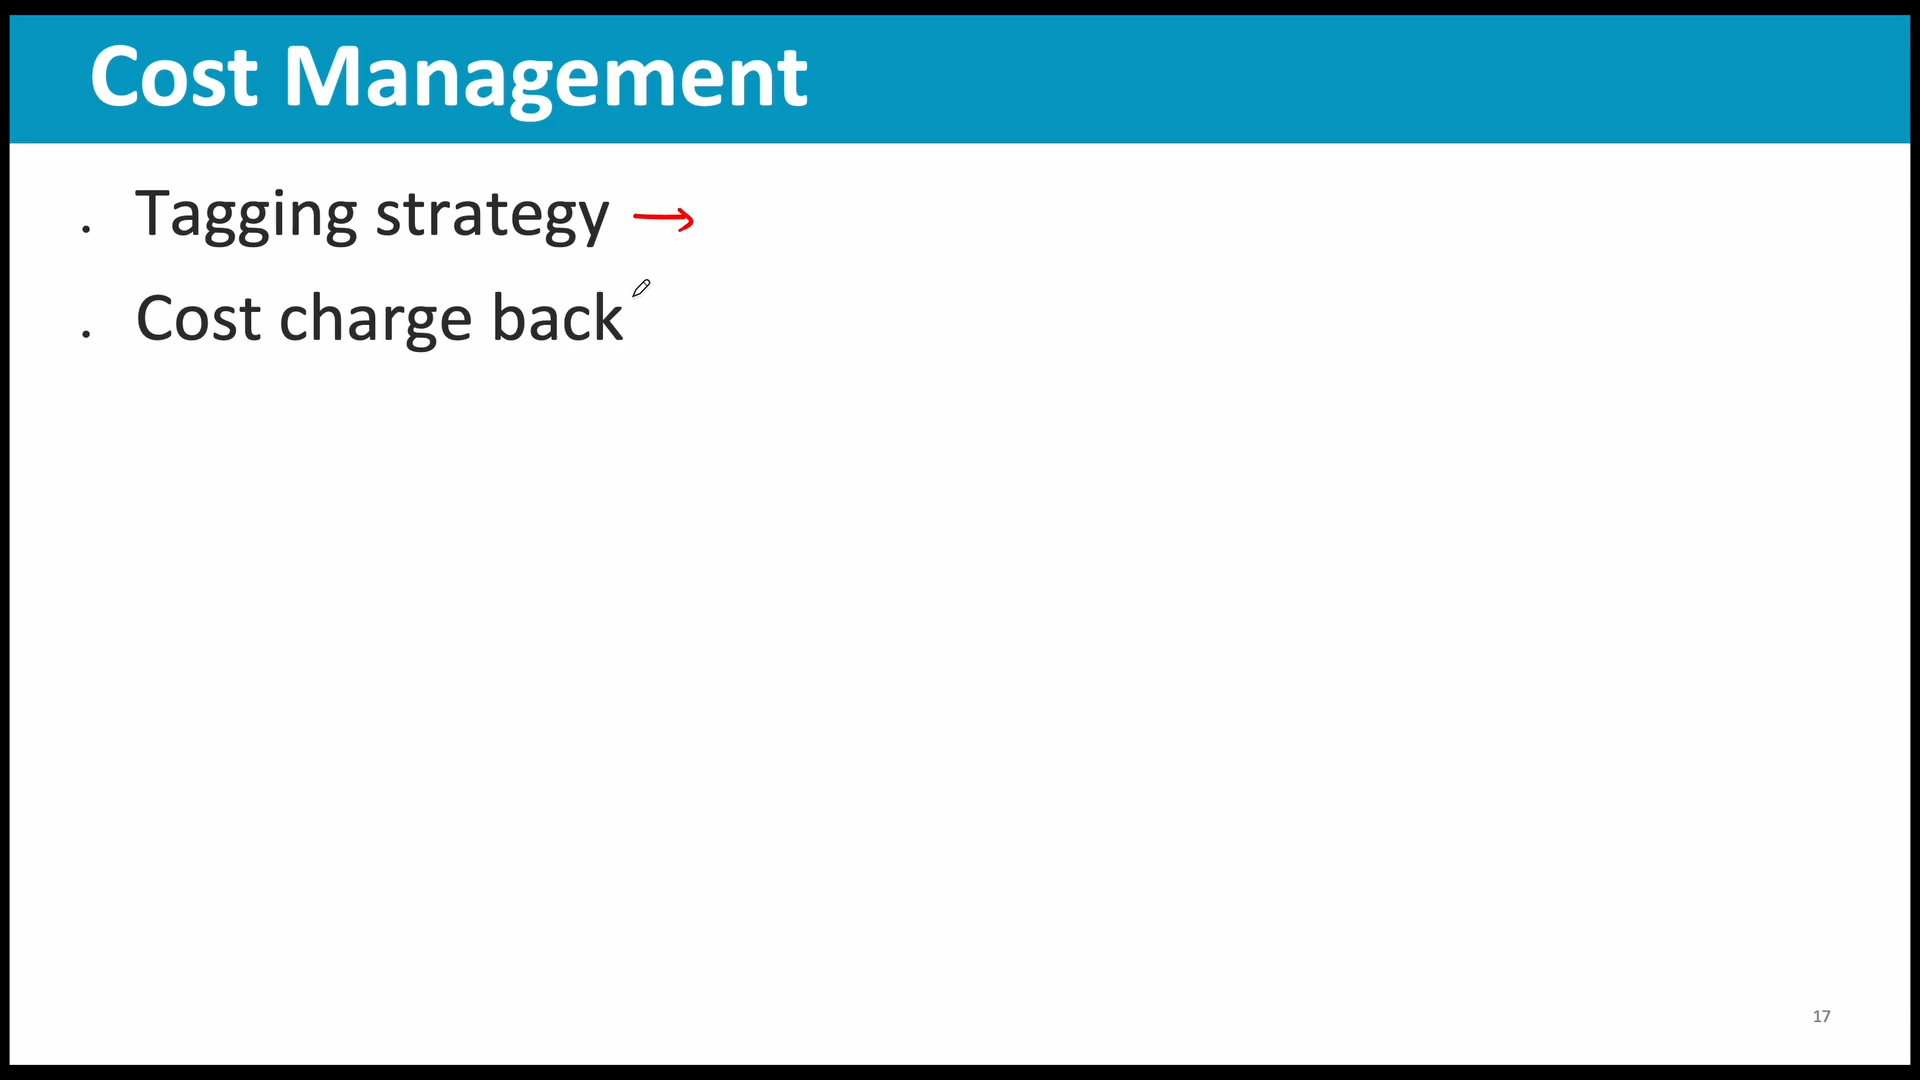 Cost Management
. Tagging strategy →
. Cost charge back
17